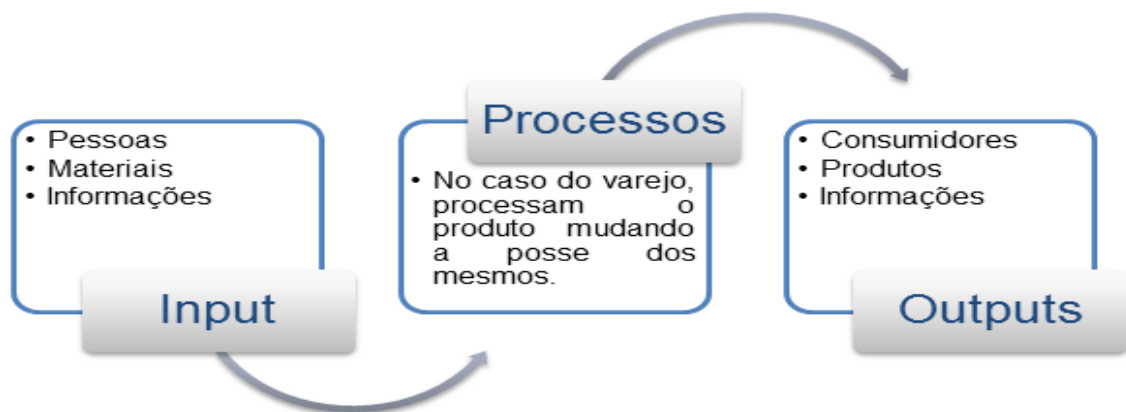 • Pessoas
• Materiais
• Informações
Input
Processos
• No caso do varejo,
processam o
produto mudando
a posse dos
mesmos.
• Consumidores
• Produtos
• Informações
Outputs